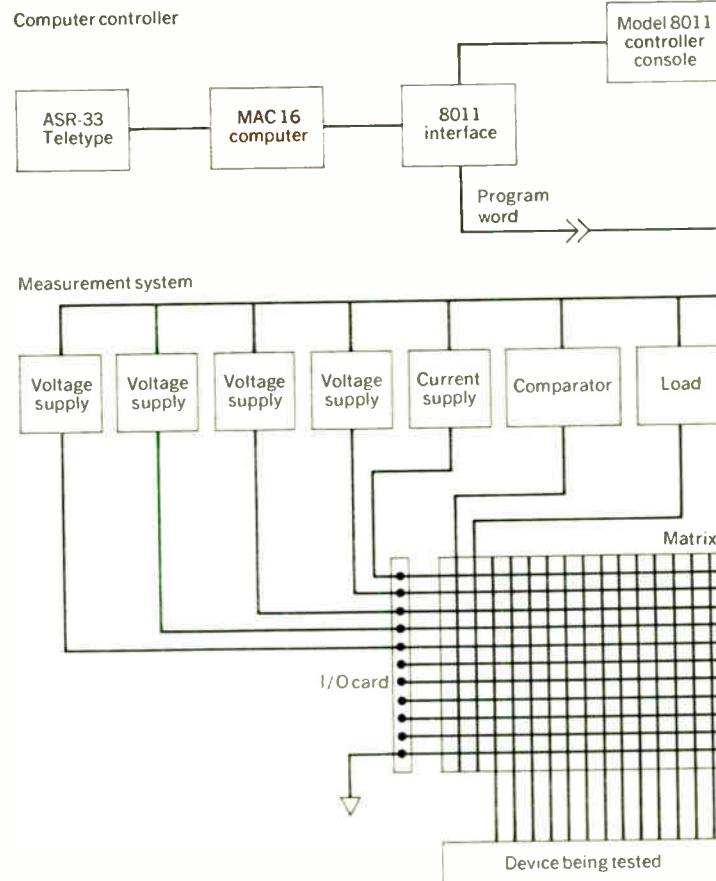 Computer controller
Model 8011
controller
console
ASR-33
Teletype
MAC 16
computer
8011
interface
Program
word
Measurement system
Voltage
supply
Voltage
supply
Voltage
supply
Voltage
supply
Current
supply
Comparator
Load
Matrix
I/O card
Device being tested